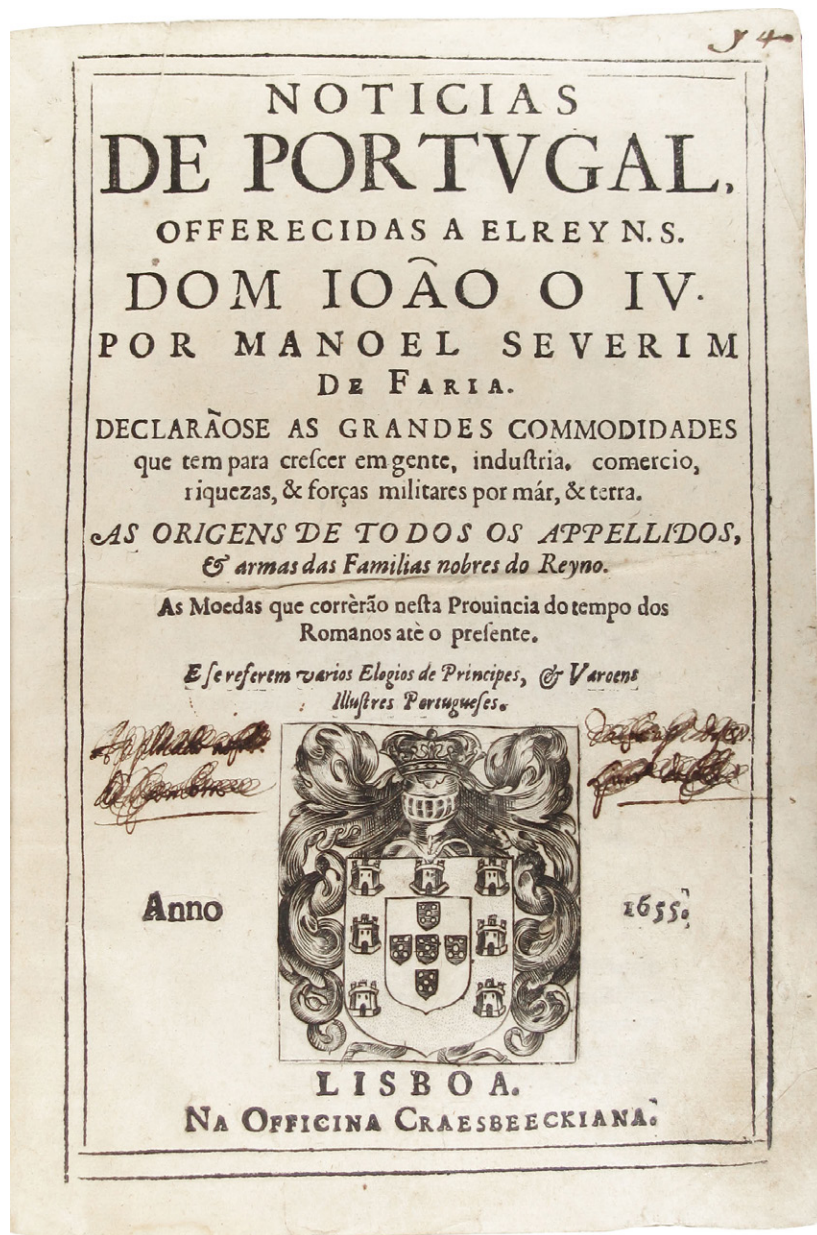 54
NOTICIAS
DE PORTVGAL,
OFFERECIDAS A ELREY N. S.
DOM IOÂO O IV.
POR MANOEL SEVERIM
DE FARIA.
DECLARÃOSE AS GRANDES COMMODIDADES
que tem para creſcer em gente, induſtria, comercio,
riquezas, & forças militares por már, & terra.
AS ORIGENS DE TODOS OS APPELLIDOS,
& armas das Familias nobres do Reyno.
As Moedas que corrèrão neſta Prouincia do tempo dos
Romanos atè o preſente.
E ſe referem varios Elogios de Principes, & Varoens
Illuſtres Portugueſes.
Anno 1655.
LISBOA.
NA OFFICINA CRAESBEECKIANA.